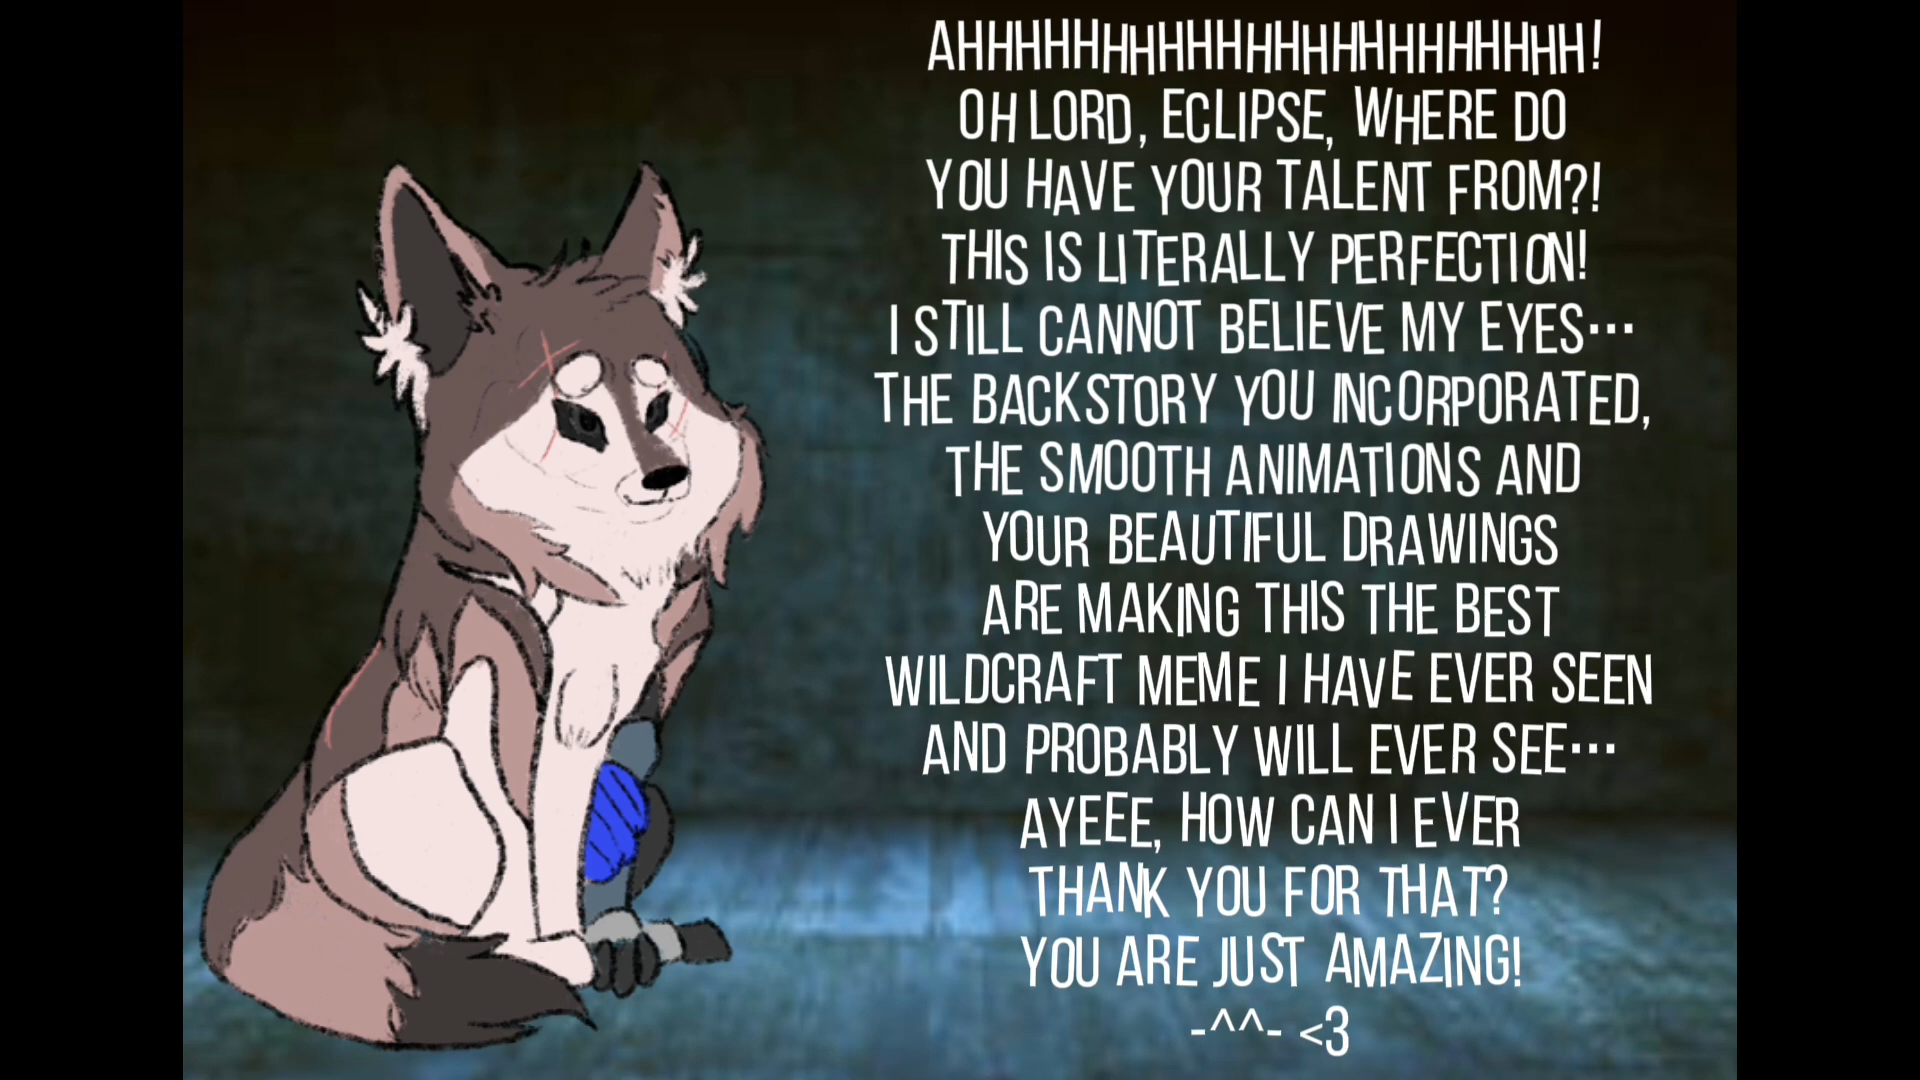 AHHHHHHHHHHHHHHHHHHHHHH!
OH LORD, ECLIPSE, WHERE DO
YOU HAVE YOUR TALENT FROM?!
THIS IS LITERALLY PERFECTION!
I STILL CANNOT BELIEVE MY EYES...
THE BACKSTORY YOU INCORPORATED,
THE SMOOTH ANIMATIONS AND
YOUR BEAUTIFUL DRAWINGS
ARE MAKING THIS THE BEST
WILDCRAFT MEME I HAVE EVER SEEN
AND PROBABLY WILL EVER SEE...
AYEEE, HOW CAN I EVER
THANK YOU FOR THAT?
YOU ARE JUST AMAZING!
-^^- <3